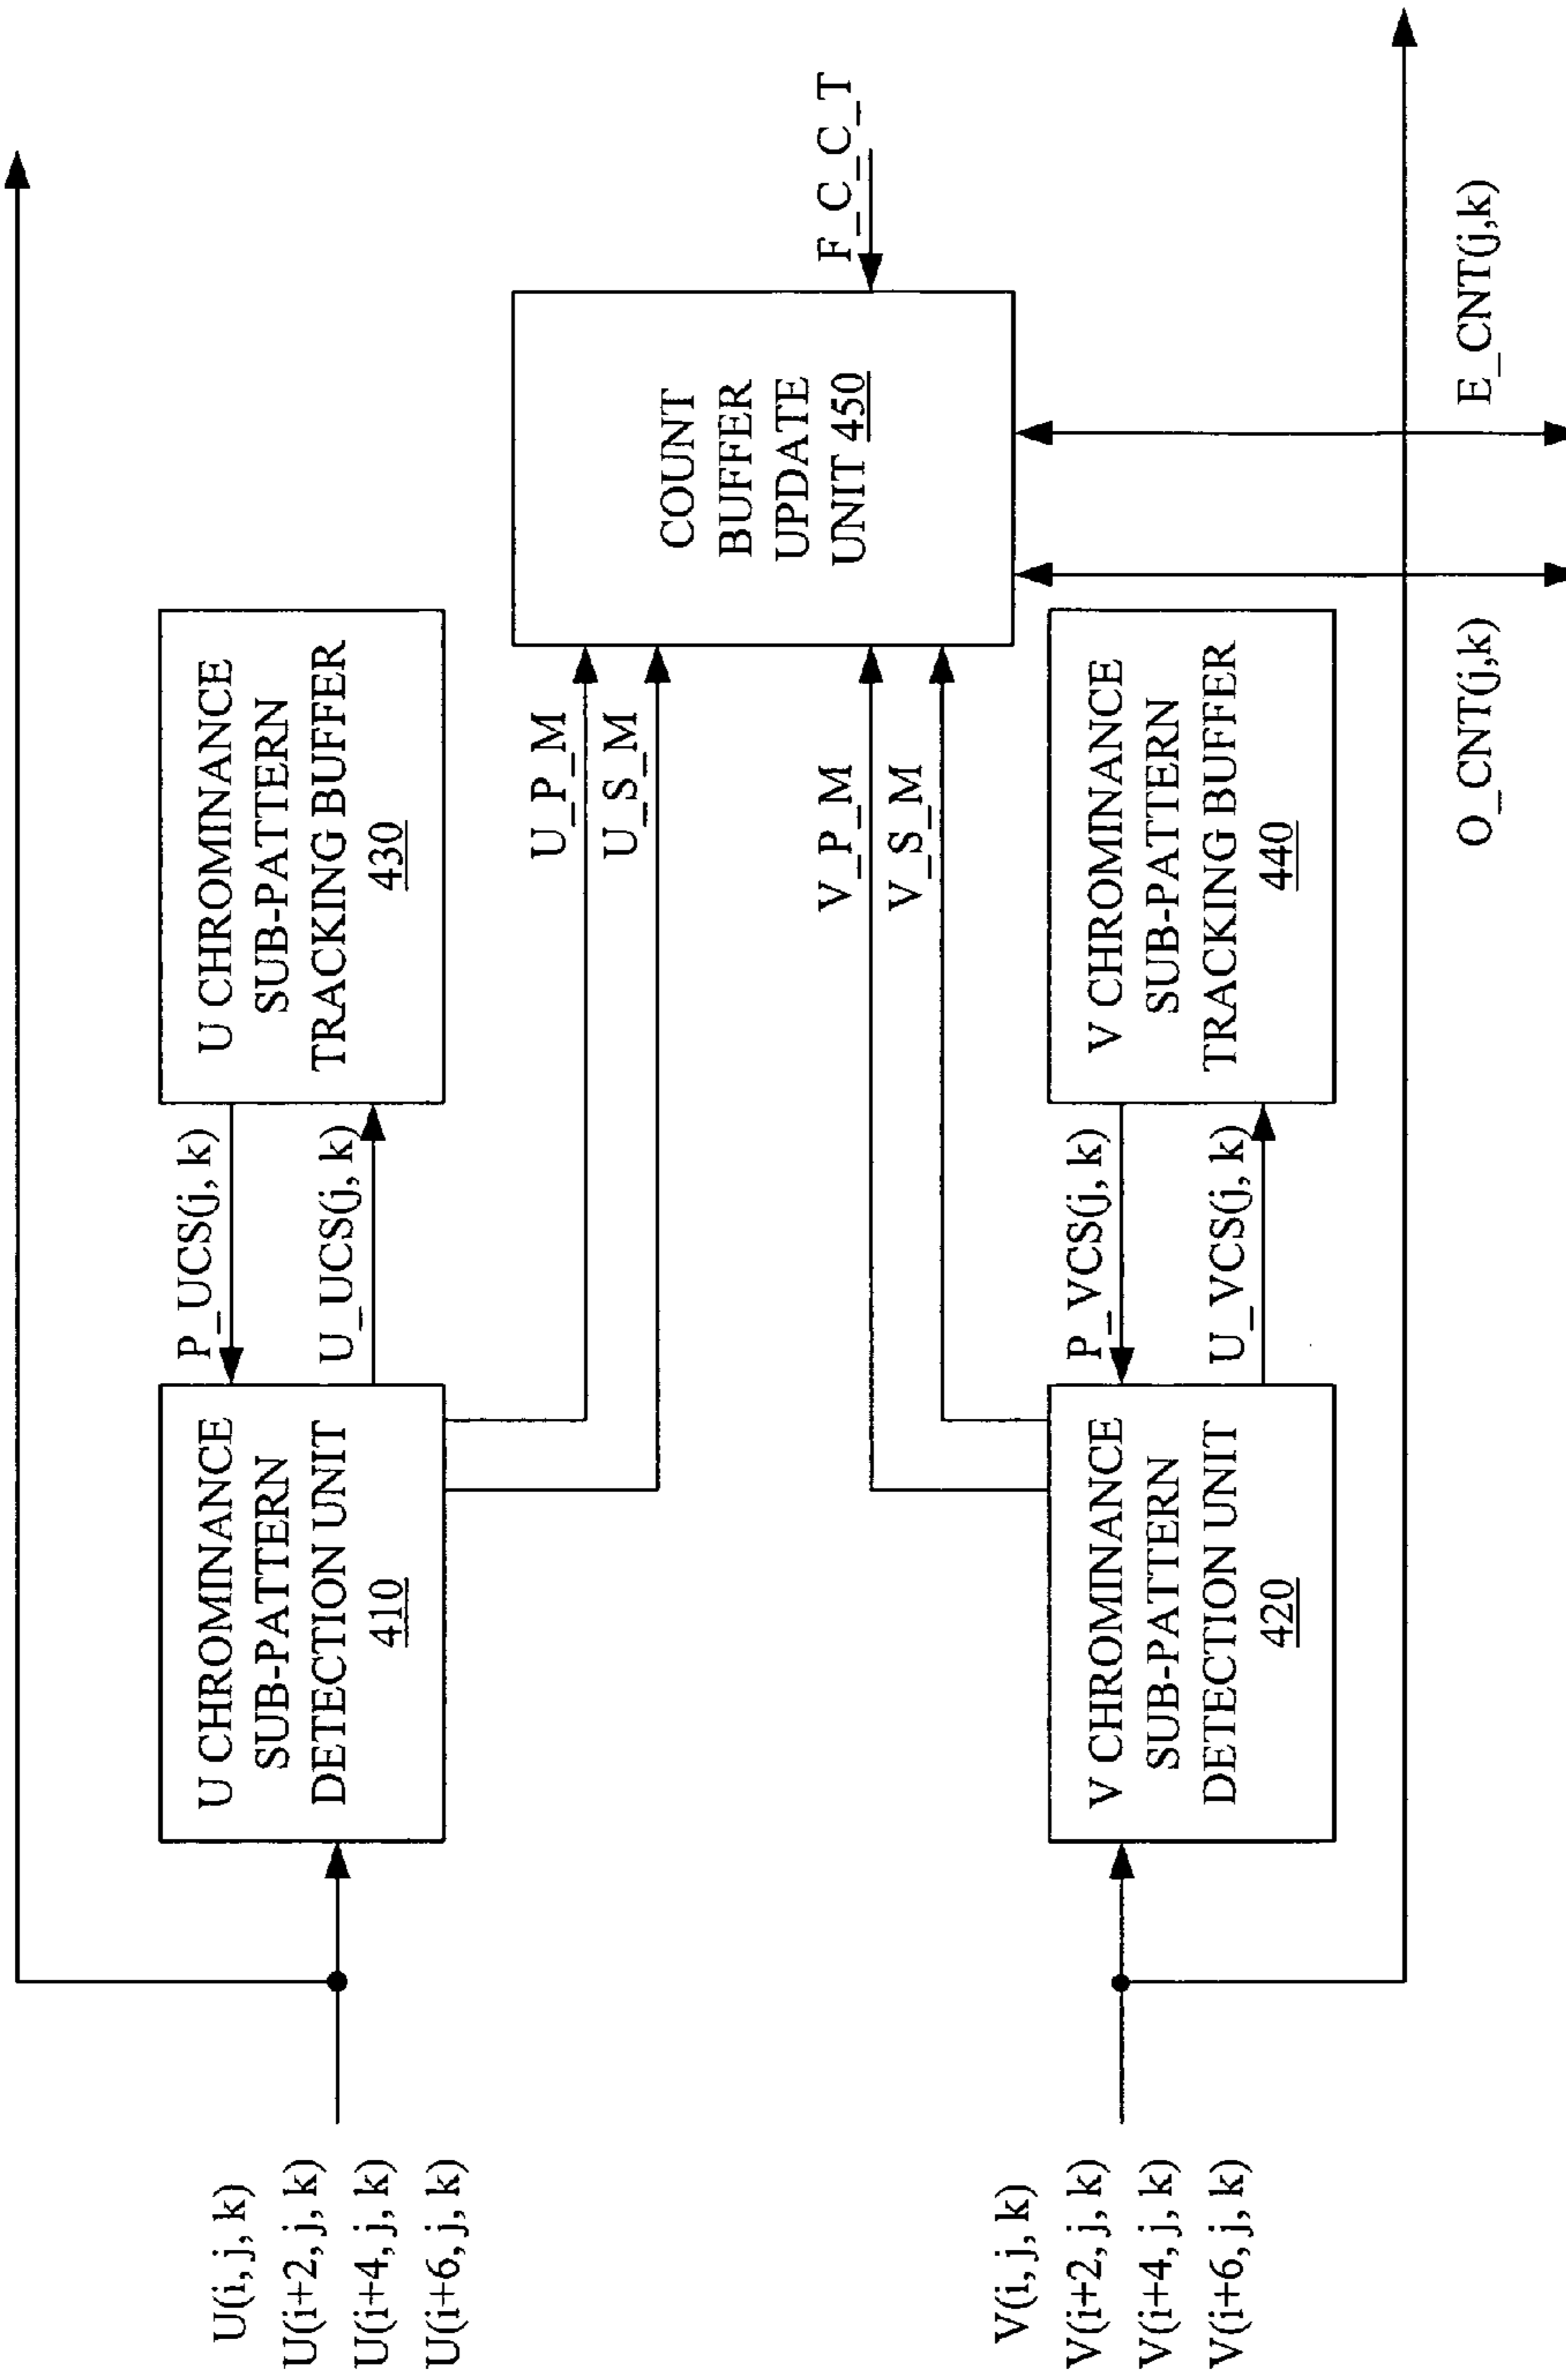 U(i, j, k)
U(i+2, j, k)
U(i+4, j, k)
U(i+6, j, k)
U CHROMINANCE
SUB-PATTERN
DETECTION UNIT
410
P_UCS(j, k)
U_UCS(j, k)
U CHROMINANCE
SUB-PATTERN
TRACKING BUFFER
430
U_P_M
U_S_M
V_P_M
V_S_M
COUNT
BUFFER
UPDATE
UNIT 450
F_C_C_T
V(i, j, k)
V(i+2, j, k)
V(i+4, j, k)
V(i+6, j, k)
V CHROMINANCE
SUB-PATTERN
DETECTION UNIT
420
P_VCS(j, k)
U_VCS(j, k)
V CHROMINANCE
SUB-PATTERN
TRACKING BUFFER
440
O_CNT(j,k)
E_CNT(j,k)